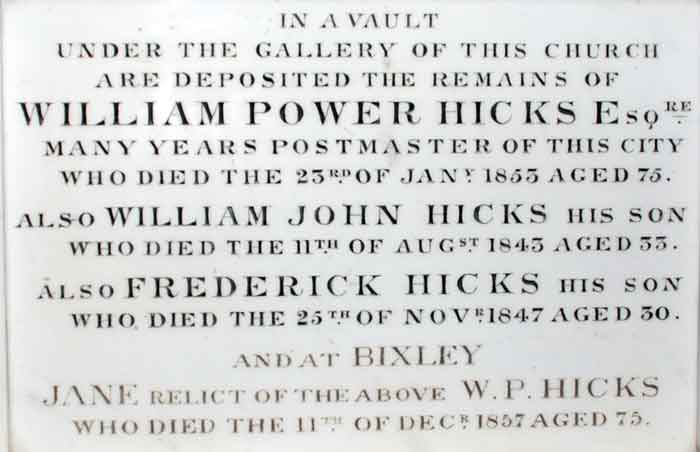 IN A VAULT
UNDER THE GALLERY OF THIS CHURCH
ARE DEPOSITED THE REMAINS OF
WILLIAM POWER HICKS ESQRE
MANY YEARS POSTMASTER OF THIS CITY
WHO DIED THE 23RD OF JANY 1853 AGED 75.
ALSO WILLIAM JOHN HICKS HIS SON
WHO DIED THE 11TH OF AUGST 1843 AGED 33.
ALSO FREDERICK HICKS HIS SON
WHO DIED THE 25TH OF NOVR 1847 AGED 30.
AND AT BIXLEY
JANE RELICT OF THE ABOVE W.P. HICKS
WHO DIED THE 11TH OF DECR 1857 AGED 75.